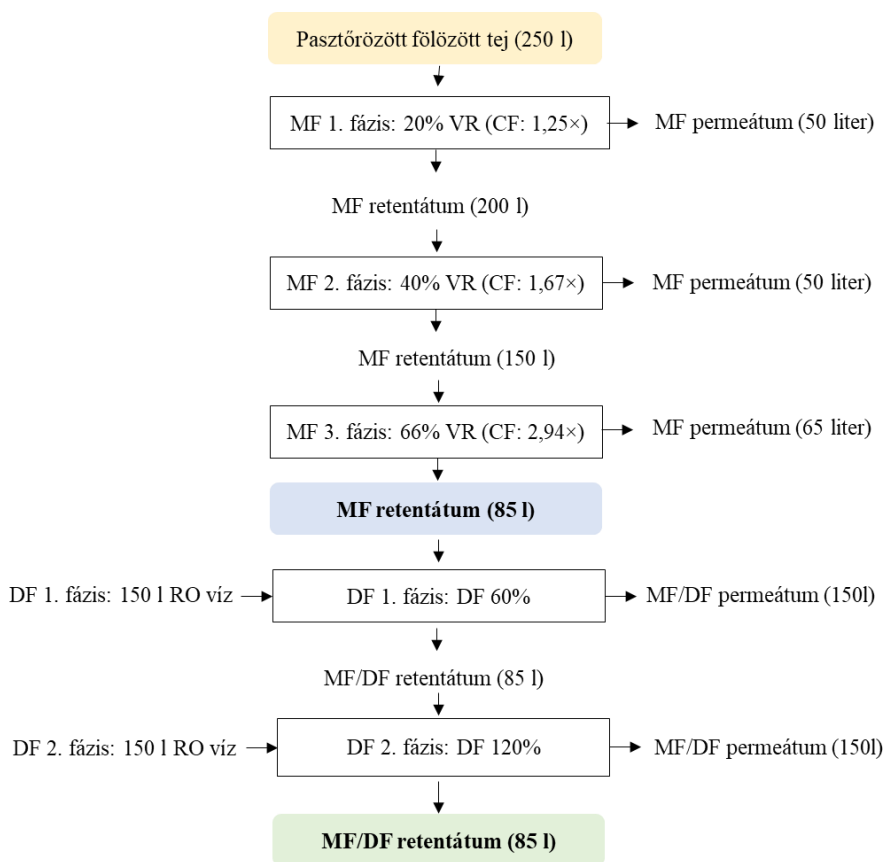 Pasztőrözött fölözött tej (250 l)
MF 1. fázis: 20% VR (CF: 1,25×)
MF permeátum (50 liter)
MF retentátum (200 l)
MF 2. fázis: 40% VR (CF: 1,67×)
MF permeátum (50 liter)
MF retentátum (150 l)
MF 3. fázis: 66% VR (CF: 2,94×)
MF permeátum (65 liter)
MF retentátum (85 l)
DF 1. fázis: 150 l RO víz
DF 1. fázis: DF 60%
MF/DF permeátum (150l)
MF/DF retentátum (85 l)
DF 2. fázis: 150 l RO víz
DF 2. fázis: DF 120%
MF/DF permeátum (150l)
MF/DF retentátum (85 l)